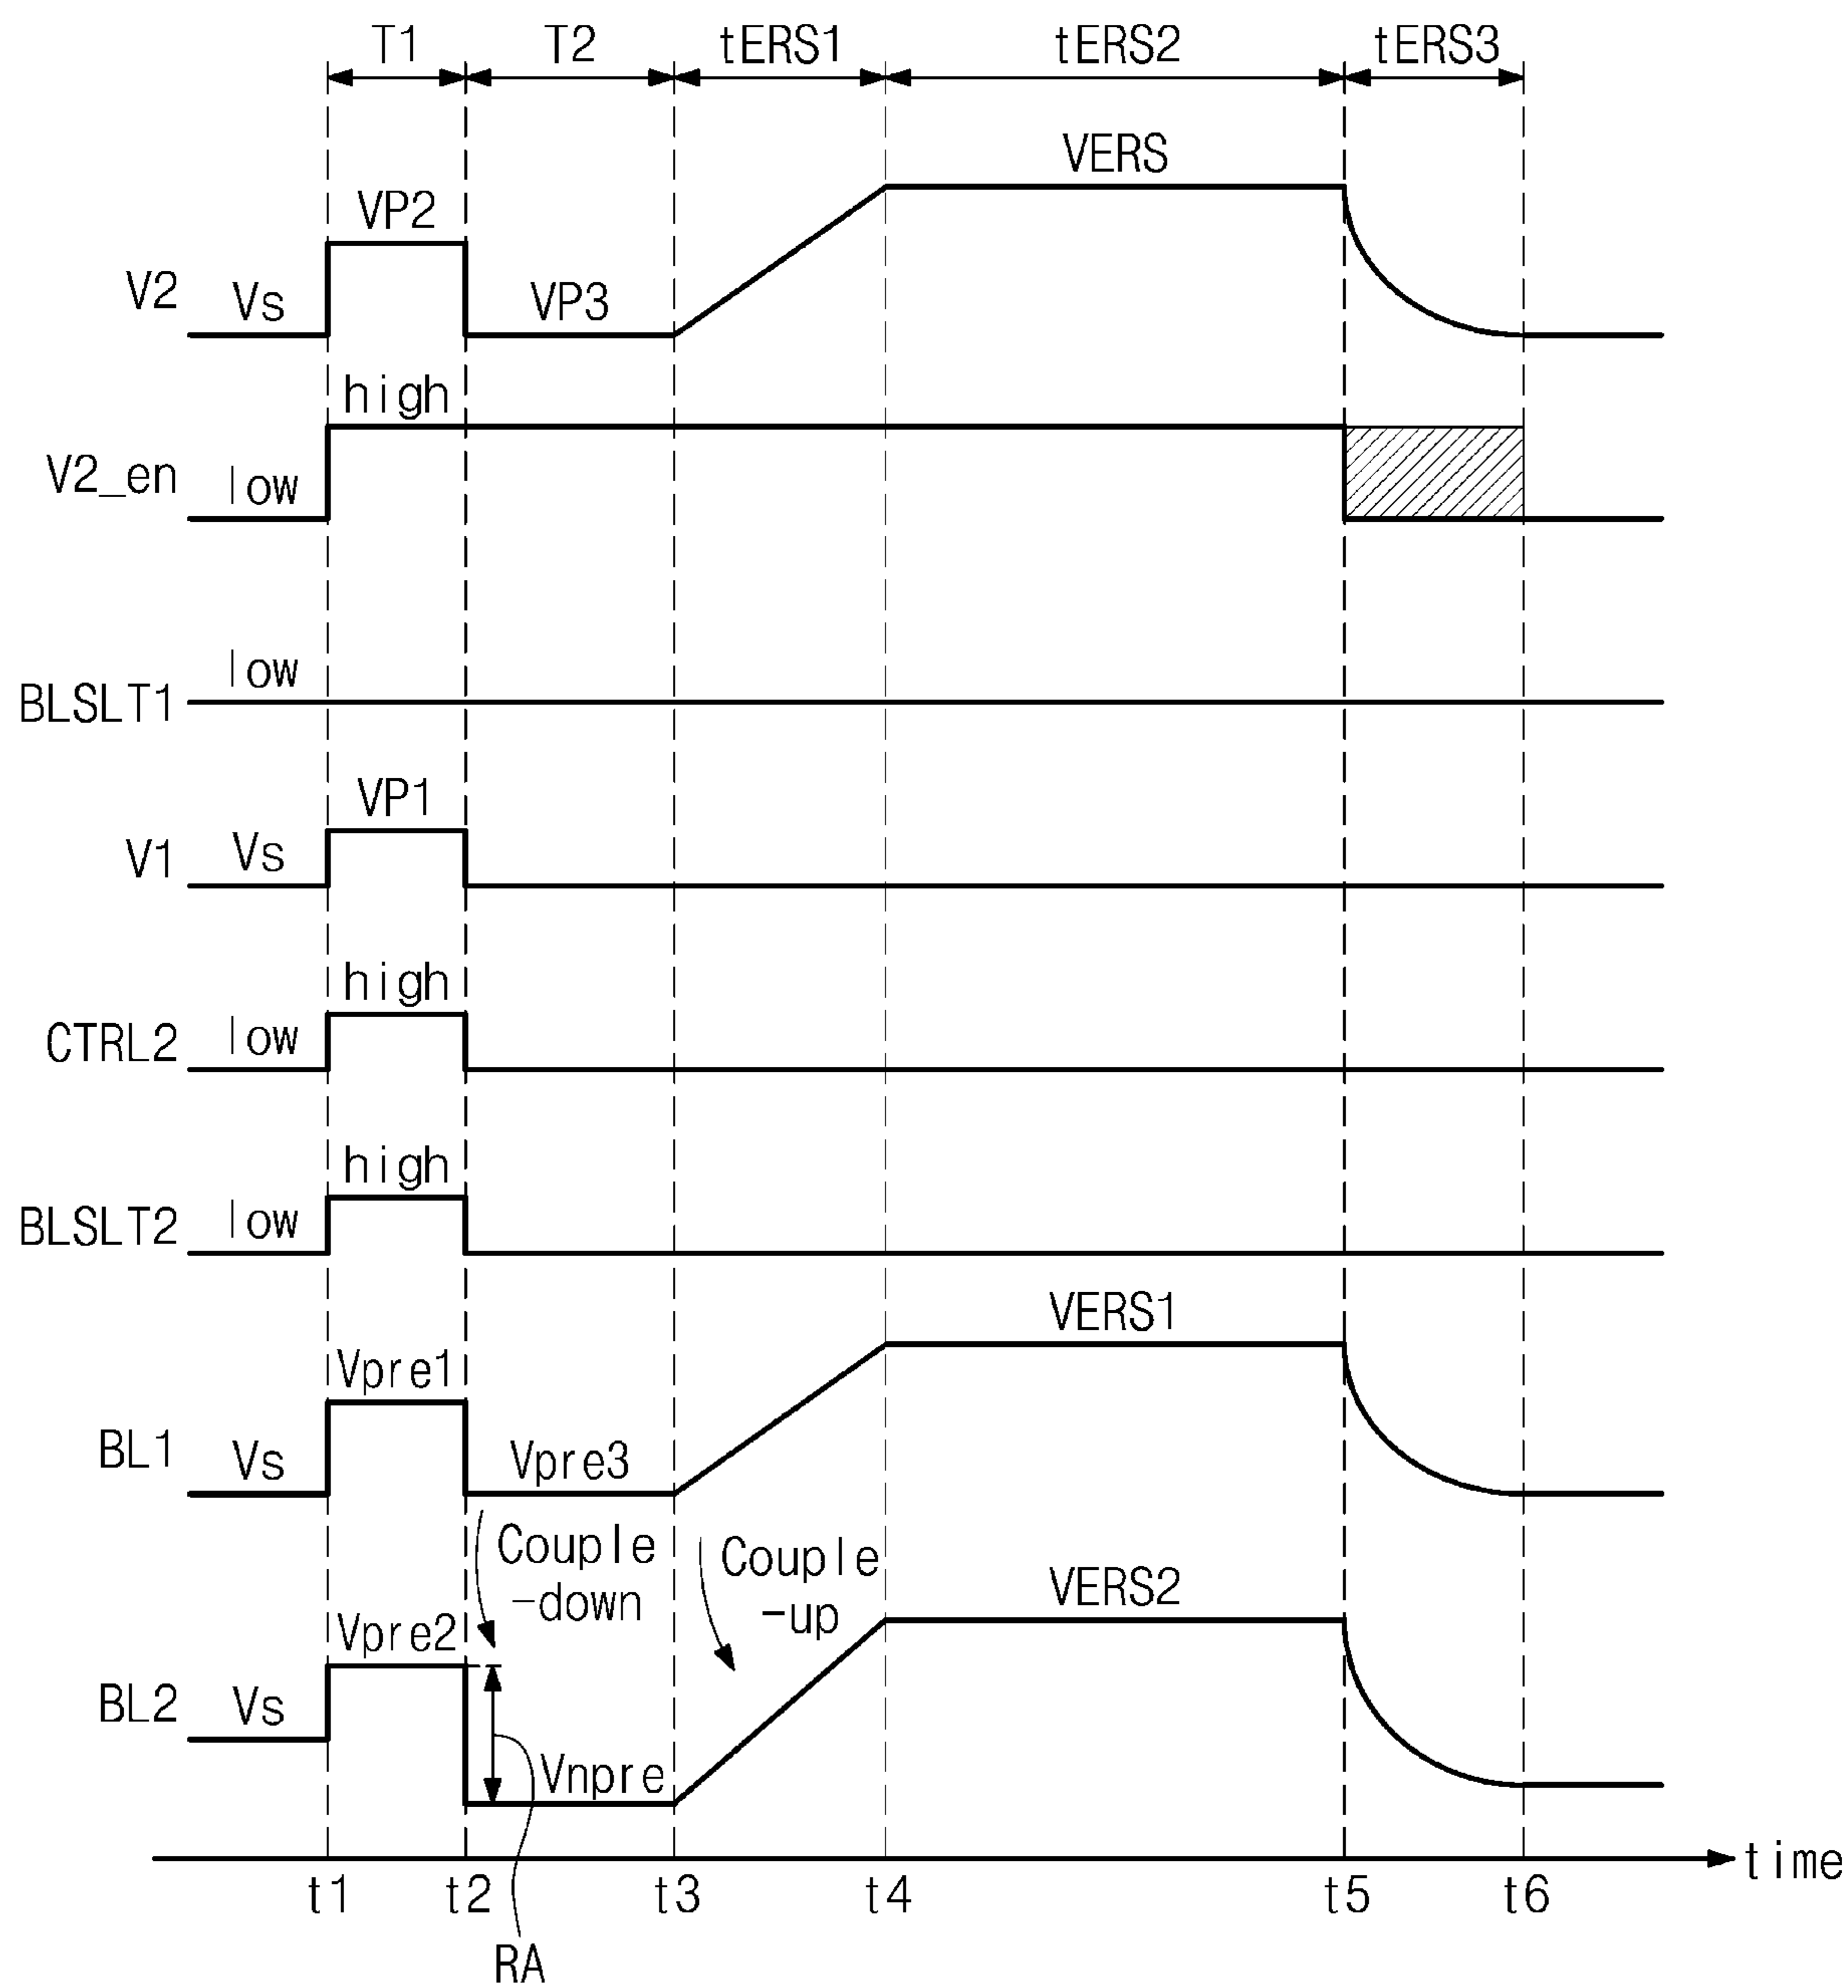 T1 T2 tERS1 tERS2 tERS3
VERS
VP2
V2 Vs VP3
high
V2_en low
low
BLSLT1
VP1
V1 Vs
high
CTRL2 low
high
BLSLT2 low
VERS1
Vpre1
BL1 Vs Vpre3
Couple
-down
Couple
-up
VERS2
Vpre2
BL2 Vs
Vnpre
time
t1 t2 t3 t4 t5 t6
RA